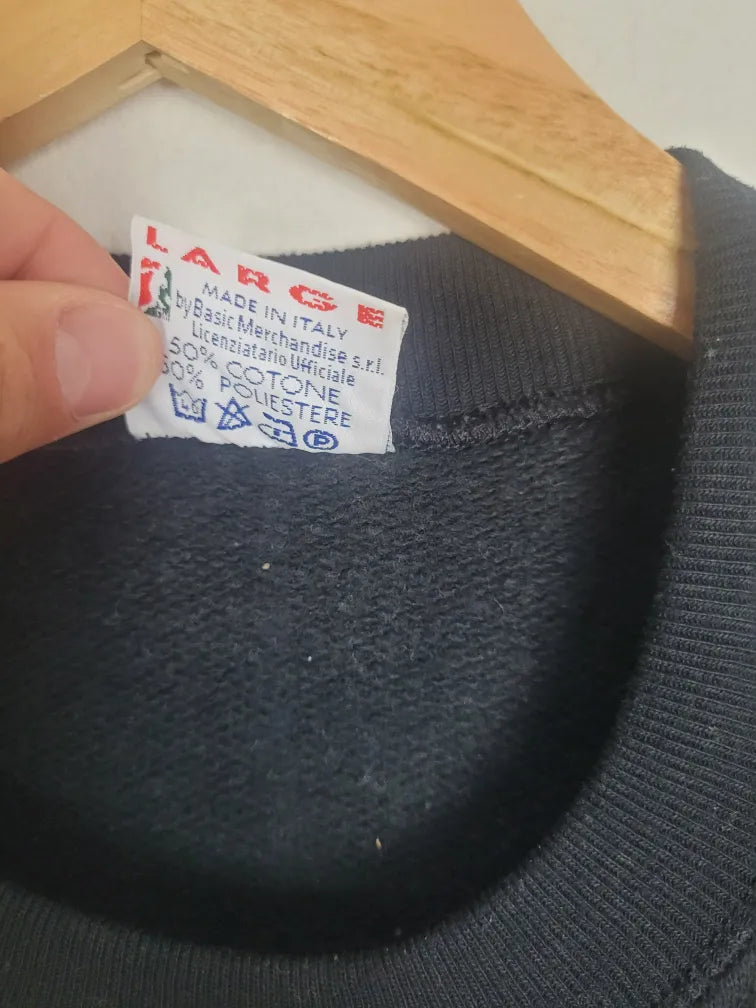 LARGE
MADE IN ITALY
by Basic Merchandise s.r.l.
Licenziatario Ufficiale
50% COTONE
50% POLIESTERE
P